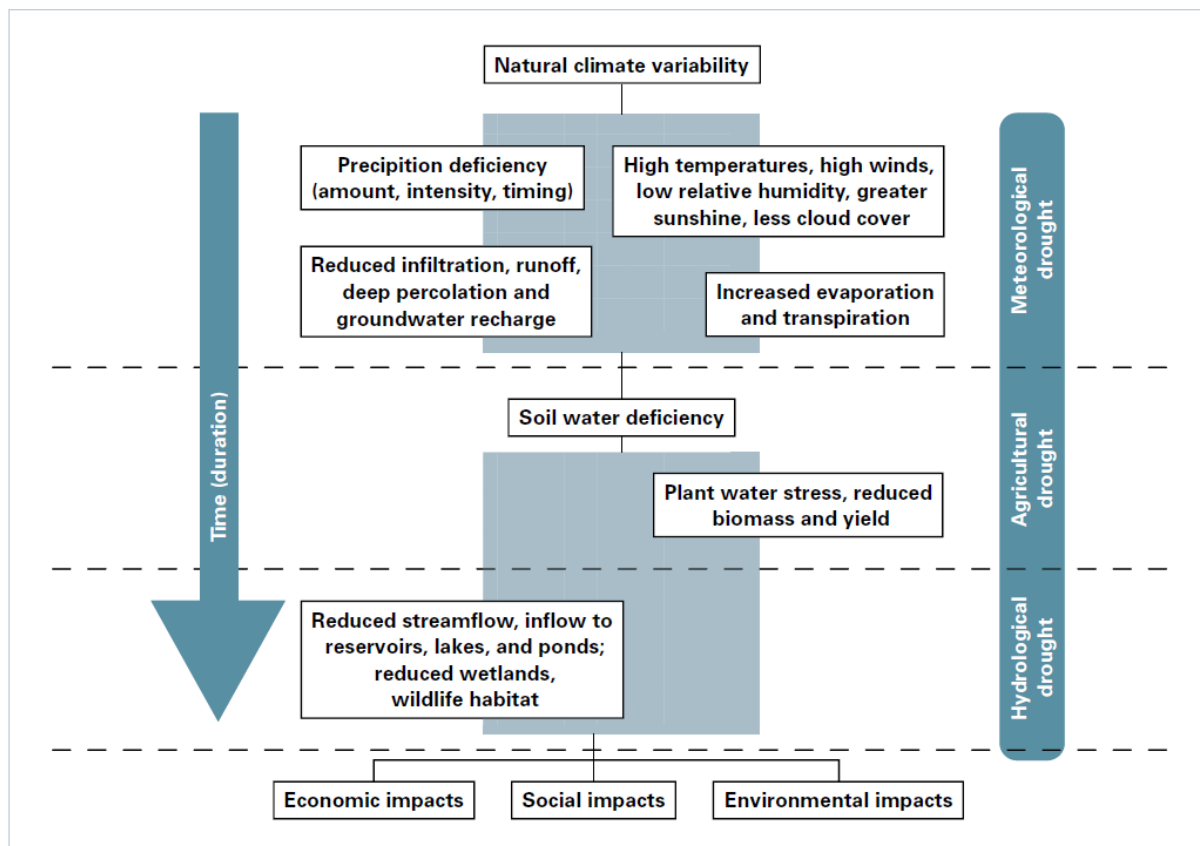 Natural climate variability
Precipition deficiency
(amount, intensity, timing)
High temperatures, high winds,
low relative humidity, greater
sunshine, less cloud cover
Reduced infiltration, runoff,
deep percolation and
groundwater recharge
Increased evaporation
and transpiration
Meteorological
drought
Time (duration)
Soil water deficiency
Plant water stress, reduced
biomass and yield
Agricultural
drought
Reduced streamflow, inflow to
reservoirs, lakes, and ponds;
reduced wetlands,
wildlife habitat
Hydrological
drought
Economic impacts
Social impacts
Environmental impacts